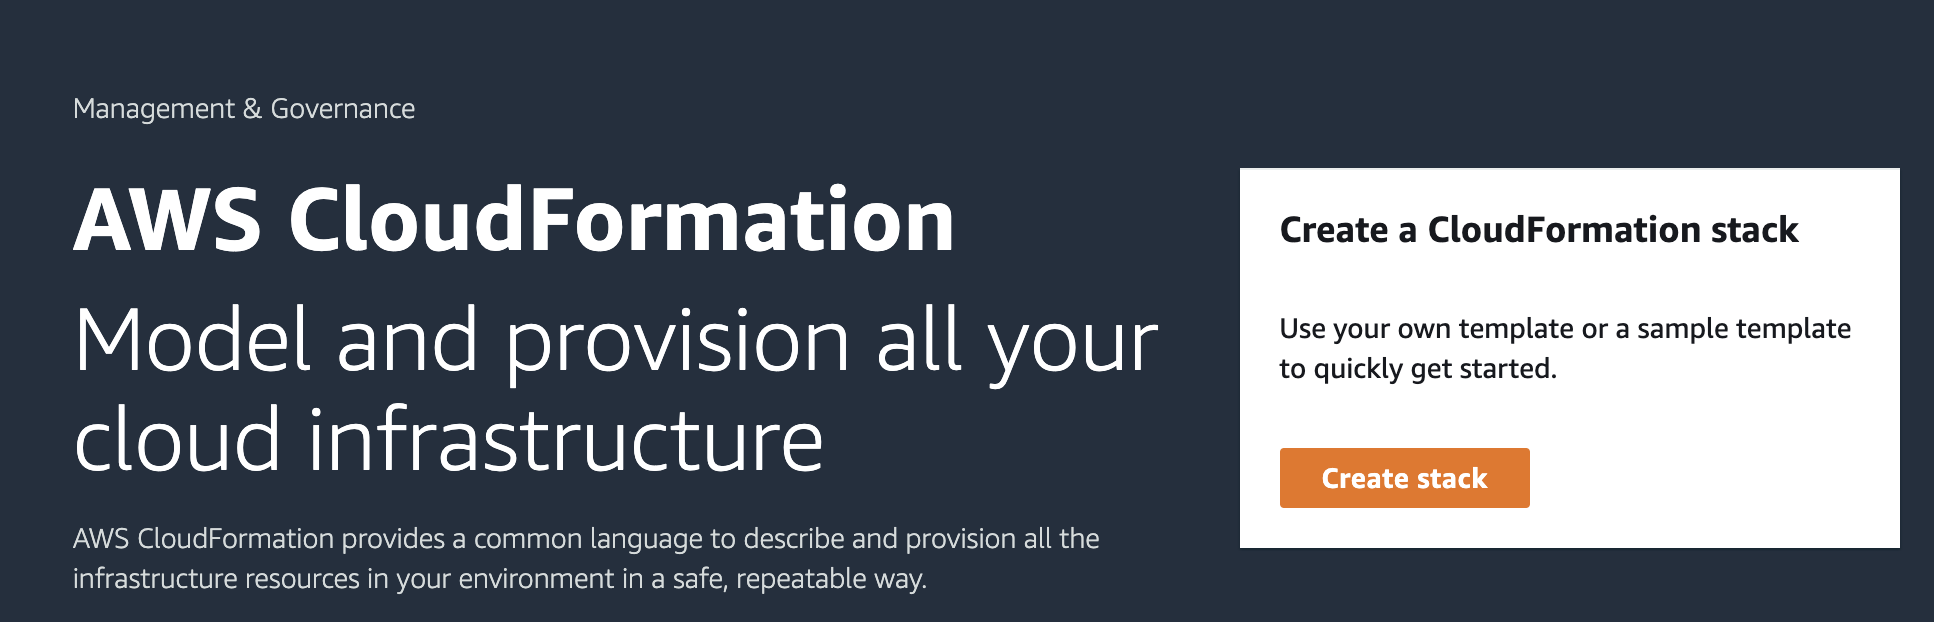 Management & Governance
AWS CloudFormation
Model and provision all your
cloud infrastructure
AWS CloudFormation provides a common language to describe and provision all the
infrastructure resources in your environment in a safe, repeatable way.
Create a CloudFormation stack
Use your own template or a sample template
to quickly get started.
Create stack